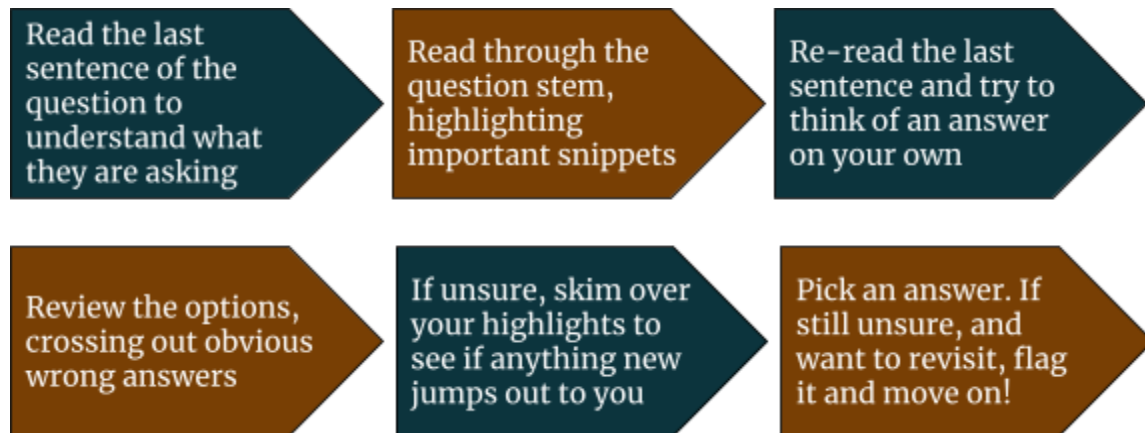 Read the last
sentence of the
question to
understand what
they are asking
Read through the
question stem,
highlighting
important snippets
Re-read the last
sentence and try to
think of an answer
on your own
Review the options,
crossing out obvious
wrong answers
If unsure, skim over
your highlights to
see if anything new
jumps out to you
Pick an answer. If
still unsure, and
want to revisit, flag
it and move on!